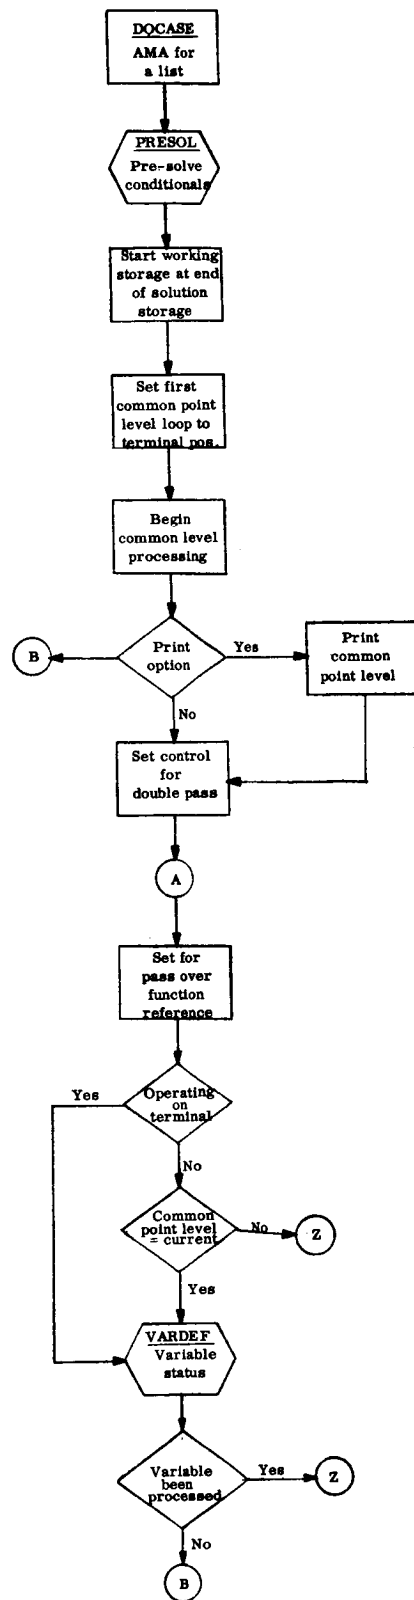 DQCASE
AMA for
a list
PRESOL
Pre-solve
conditionals
Start working
storage at end
of solution
storage
Set first
common point
level loop to
terminal pos.
Begin
common level
processing
B
Print
option
Yes
Print
common
point level
No
Set control
for
double pass
A
Set for
pass over
function
reference
Yes
Operating
on
terminal
No
Common
point level
= current
No
Z
Yes
VARDEF
Variable
status
Variable
been
processed
Yes
Z
No
B